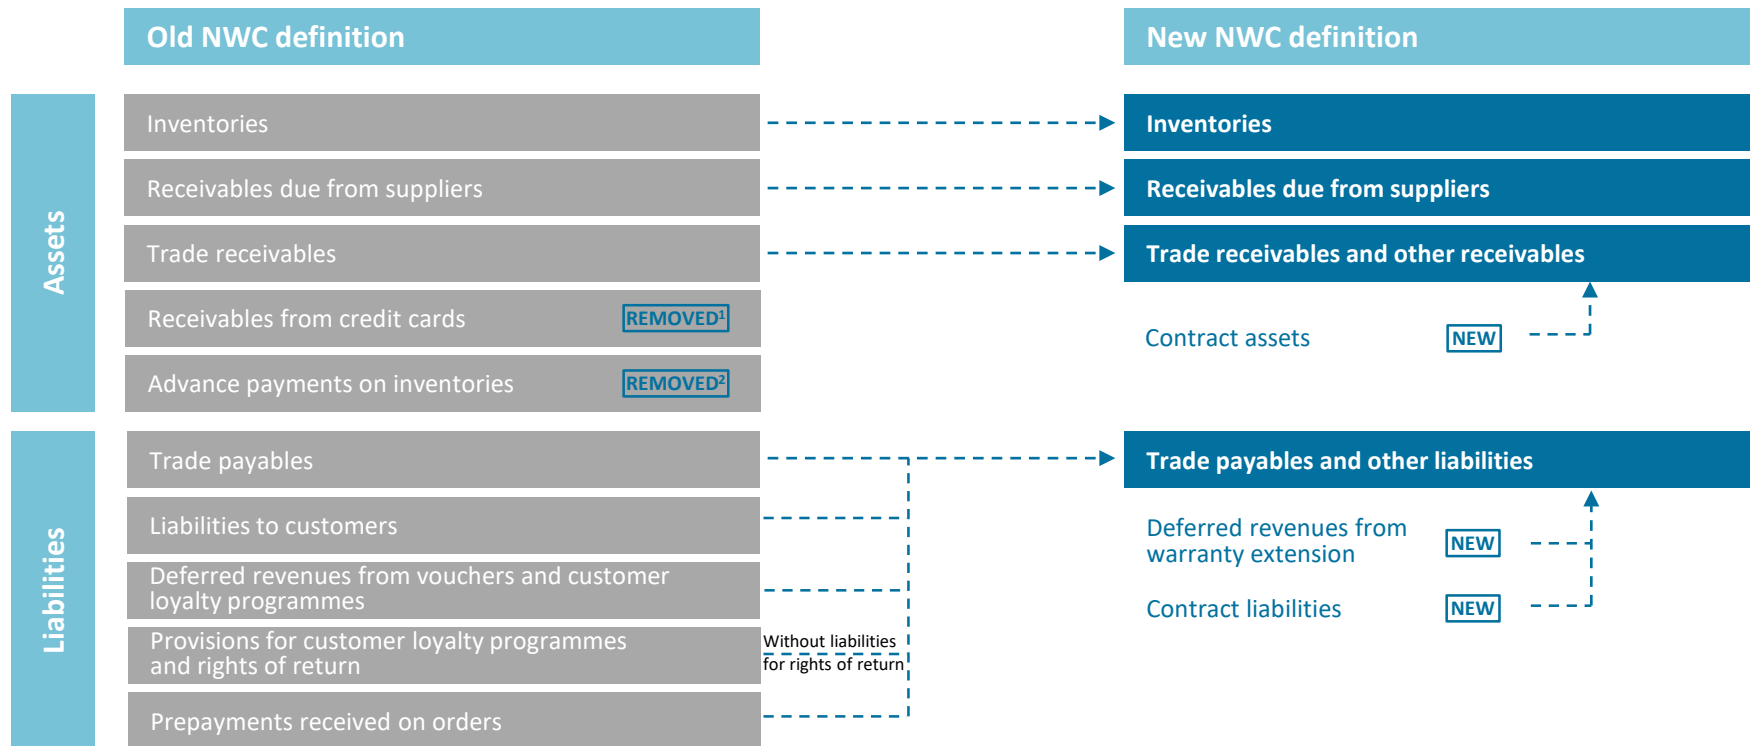 Old NWC definition
New NWC definition
Assets
Inventories
Inventories
Receivables due from suppliers
Receivables due from suppliers
Trade receivables
Trade receivables and other receivables
Receivables from credit cards
REMOVED¹
Contract assets
NEW
Advance payments on inventories
REMOVED²
Liabilities
Trade payables
Trade payables and other liabilities
Liabilities to customers
Deferred revenues from
warranty extension
NEW
Deferred revenues from vouchers and customer
loyalty programmes
Contract liabilities
NEW
Provisions for customer loyalty programmes
and rights of return
Without liabilities
for rights of return
Prepayments received on orders